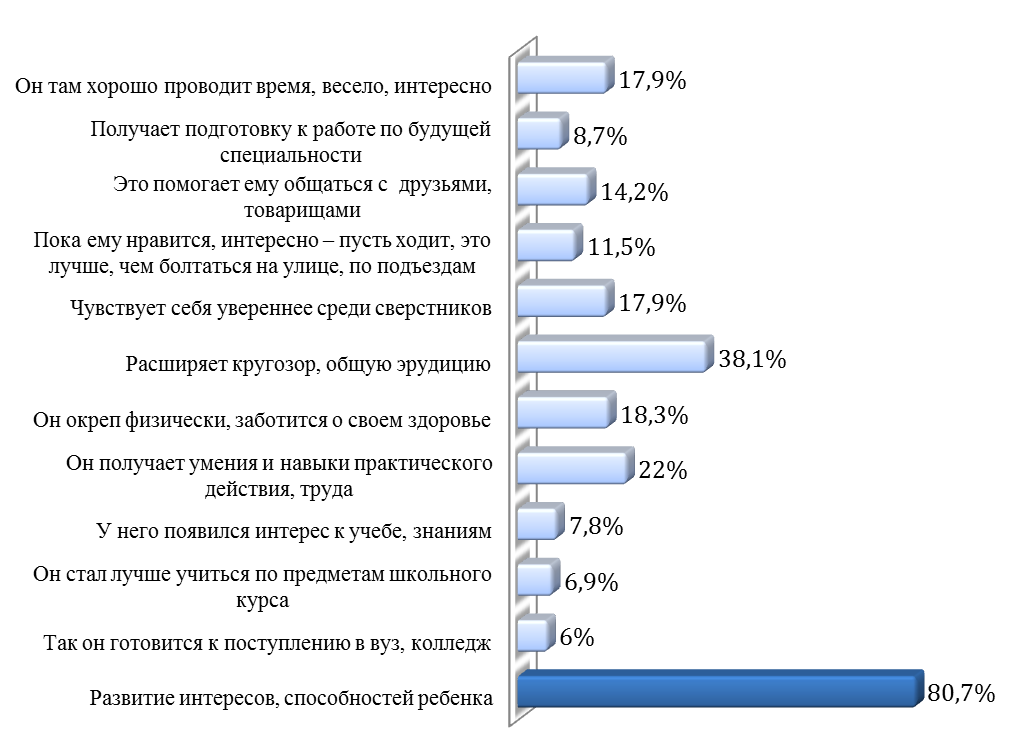 Он там хорошо проводит время, весело, интересно
17,9%
Получает подготовку к работе по будущей
специальности
8,7%
Это помогает ему общаться с друзьями,
товарищами
14,2%
Пока ему нравится, интересно – пусть ходит, это
лучше, чем болтаться на улице, по подъездам
11,5%
Чувствует себя увереннее среди сверстников
17,9%
Расширяет кругозор, общую эрудицию
38,1%
Он окреп физически, заботится о своем здоровье
18,3%
Он получает умения и навыки практического
действия, труда
22%
У него появился интерес к учебе, знаниям
7,8%
Он стал лучше учиться по предметам школьного
курса
6,9%
Так он готовится к поступлению в вуз, колледж
6%
Развитие интересов, способностей ребенка
80,7%